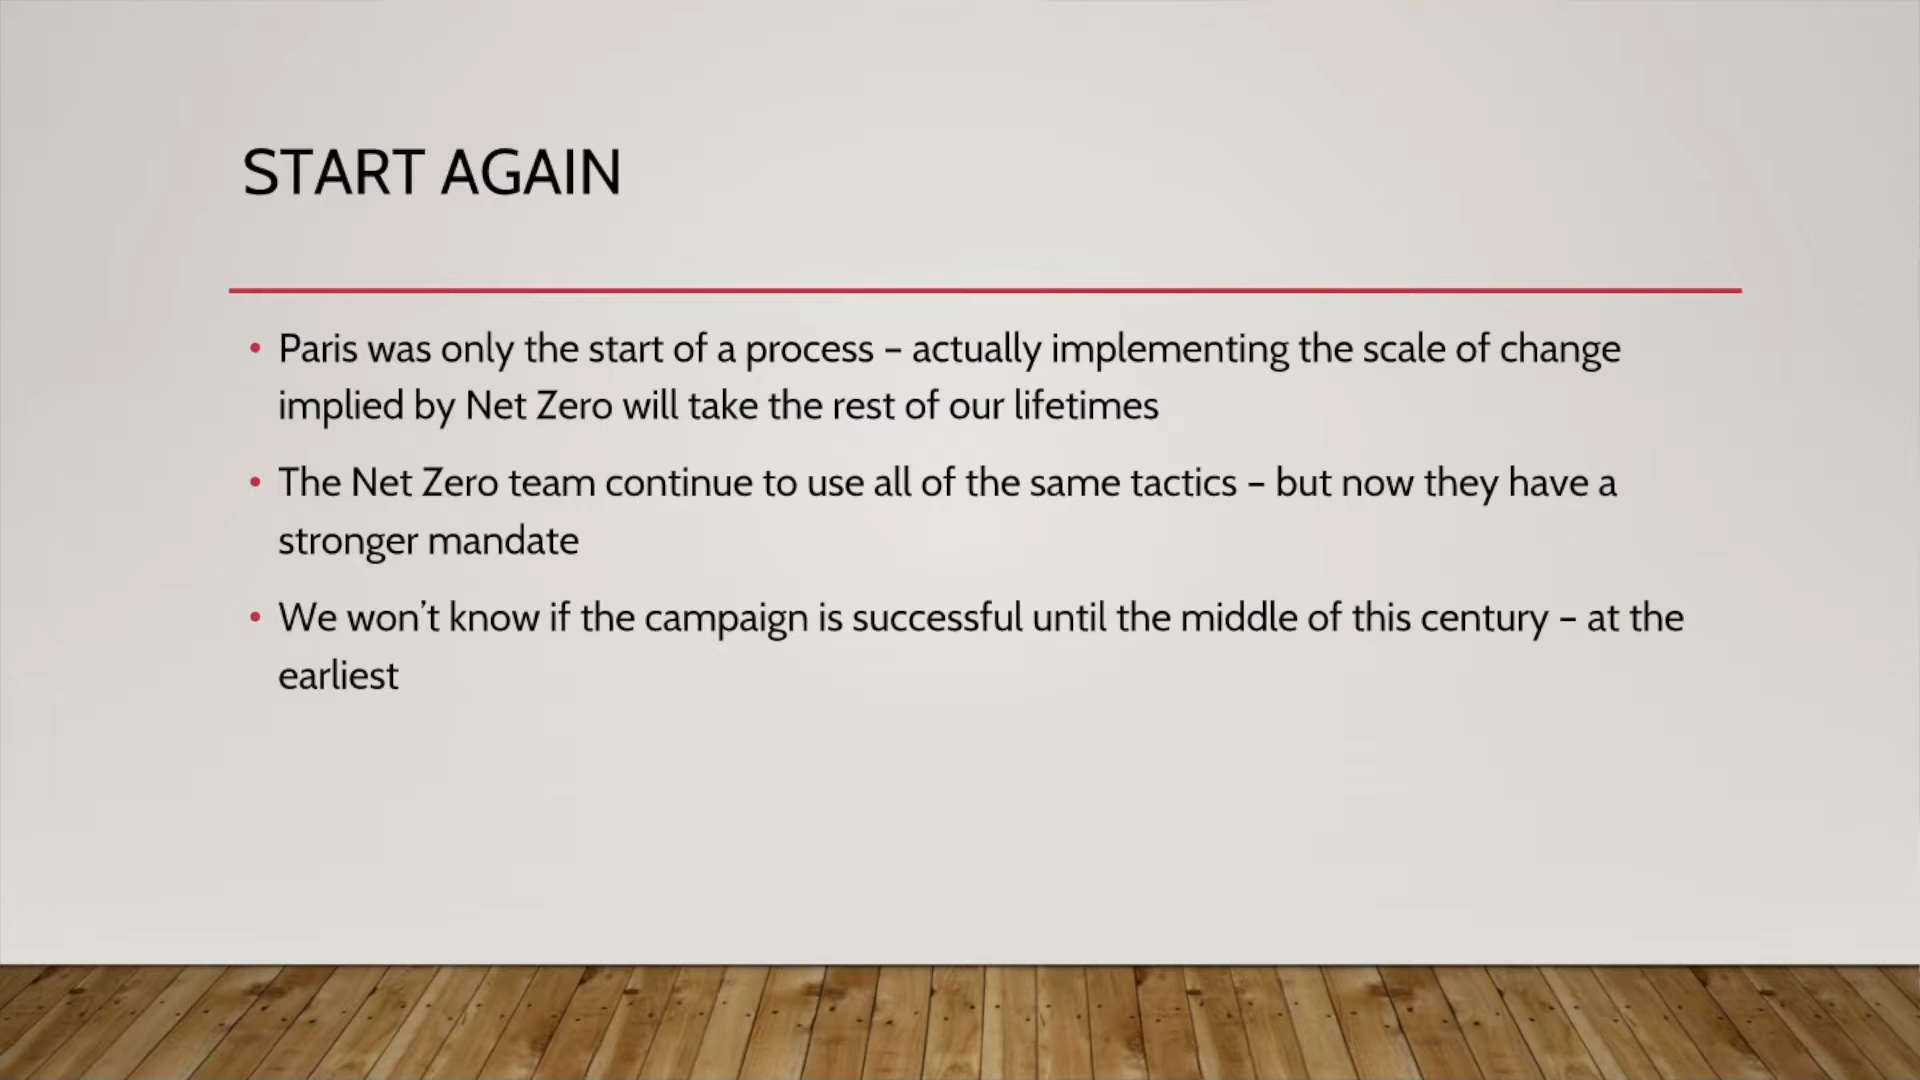 START AGAIN
• Paris was only the start of a process – actually implementing the scale of change
implied by Net Zero will take the rest of our lifetimes
• The Net Zero team continue to use all of the same tactics – but now they have a
stronger mandate
• We won’t know if the campaign is successful until the middle of this century – at the
earliest